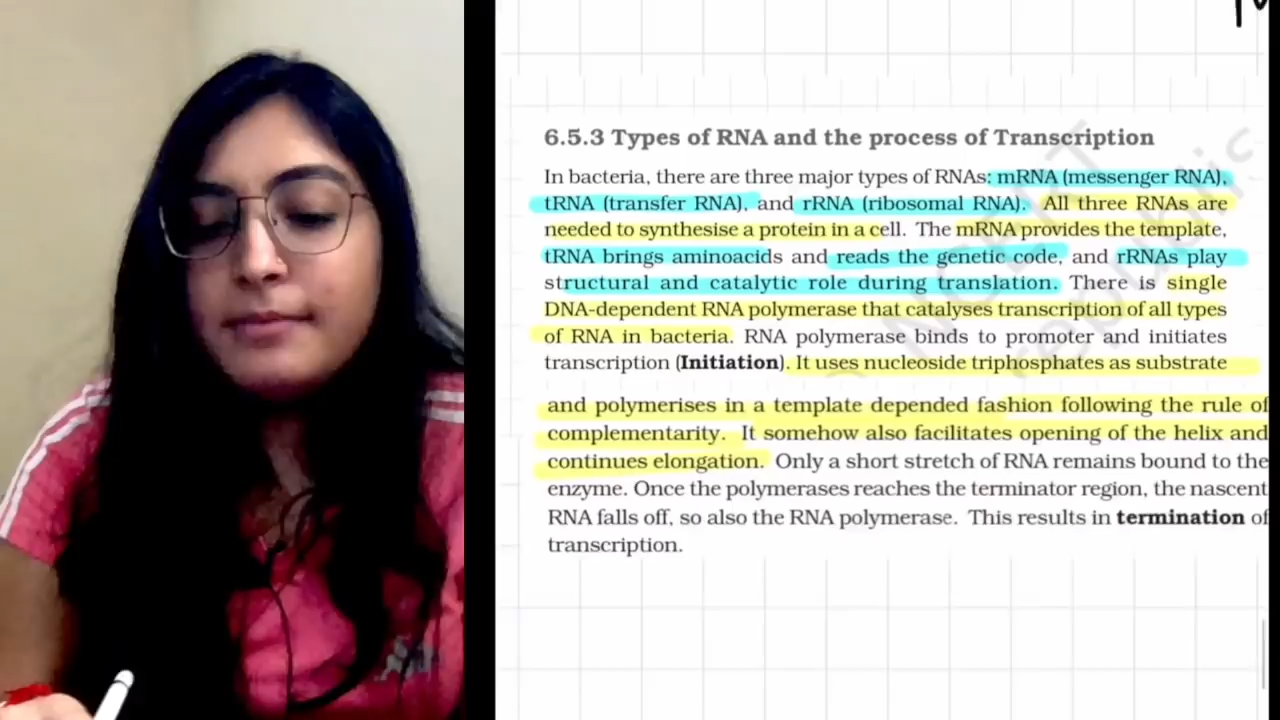 6.5.3 Types of RNA and the process of Transcription
In bacteria, there are three major types of RNAs: mRNA (messenger RNA),
tRNA (transfer RNA), and rRNA (ribosomal RNA). All three RNAs are
needed to synthesise a protein in a cell. The mRNA provides the template,
tRNA brings aminoacids and reads the genetic code, and rRNAs play
structural and catalytic role during translation. There is single
DNA-dependent RNA polymerase that catalyses transcription of all types
of RNA in bacteria. RNA polymerase binds to promoter and initiates
transcription (Initiation). It uses nucleoside triphosphates as substrate
and polymerises in a template depended fashion following the rule of
complementarity. It somehow also facilitates opening of the helix and
continues elongation. Only a short stretch of RNA remains bound to the
enzyme. Once the polymerases reaches the terminator region, the nascent
RNA falls off, so also the RNA polymerase. This results in termination of
transcription.